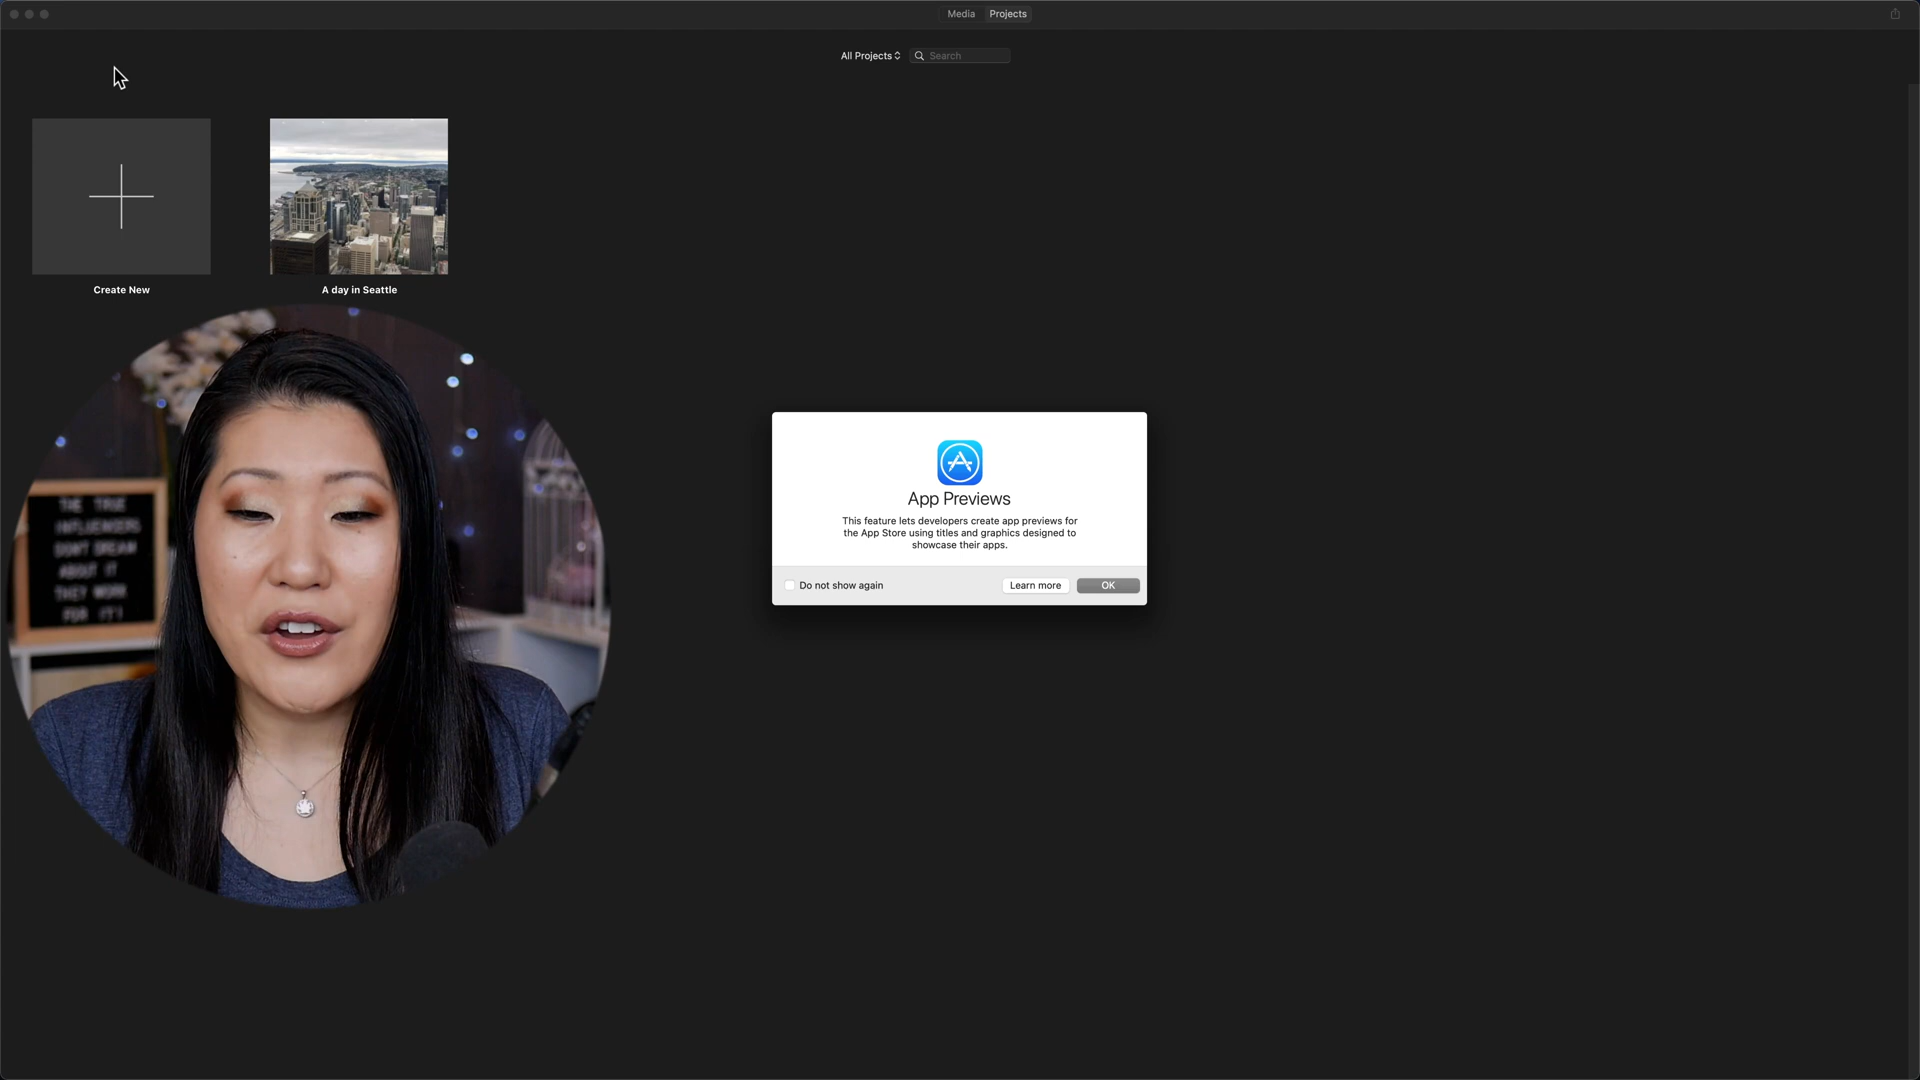 Media Projects
All Projects Search
Create New
A day in Seattle
THE TRUE
INFLUENCERS
DON'T DREAM
ABOUT IT
THEY WORK
FOR IT!
App Previews
This feature lets developers create app previews for
the App Store using titles and graphics designed to
showcase their apps.
Do not show again
Learn more
OK